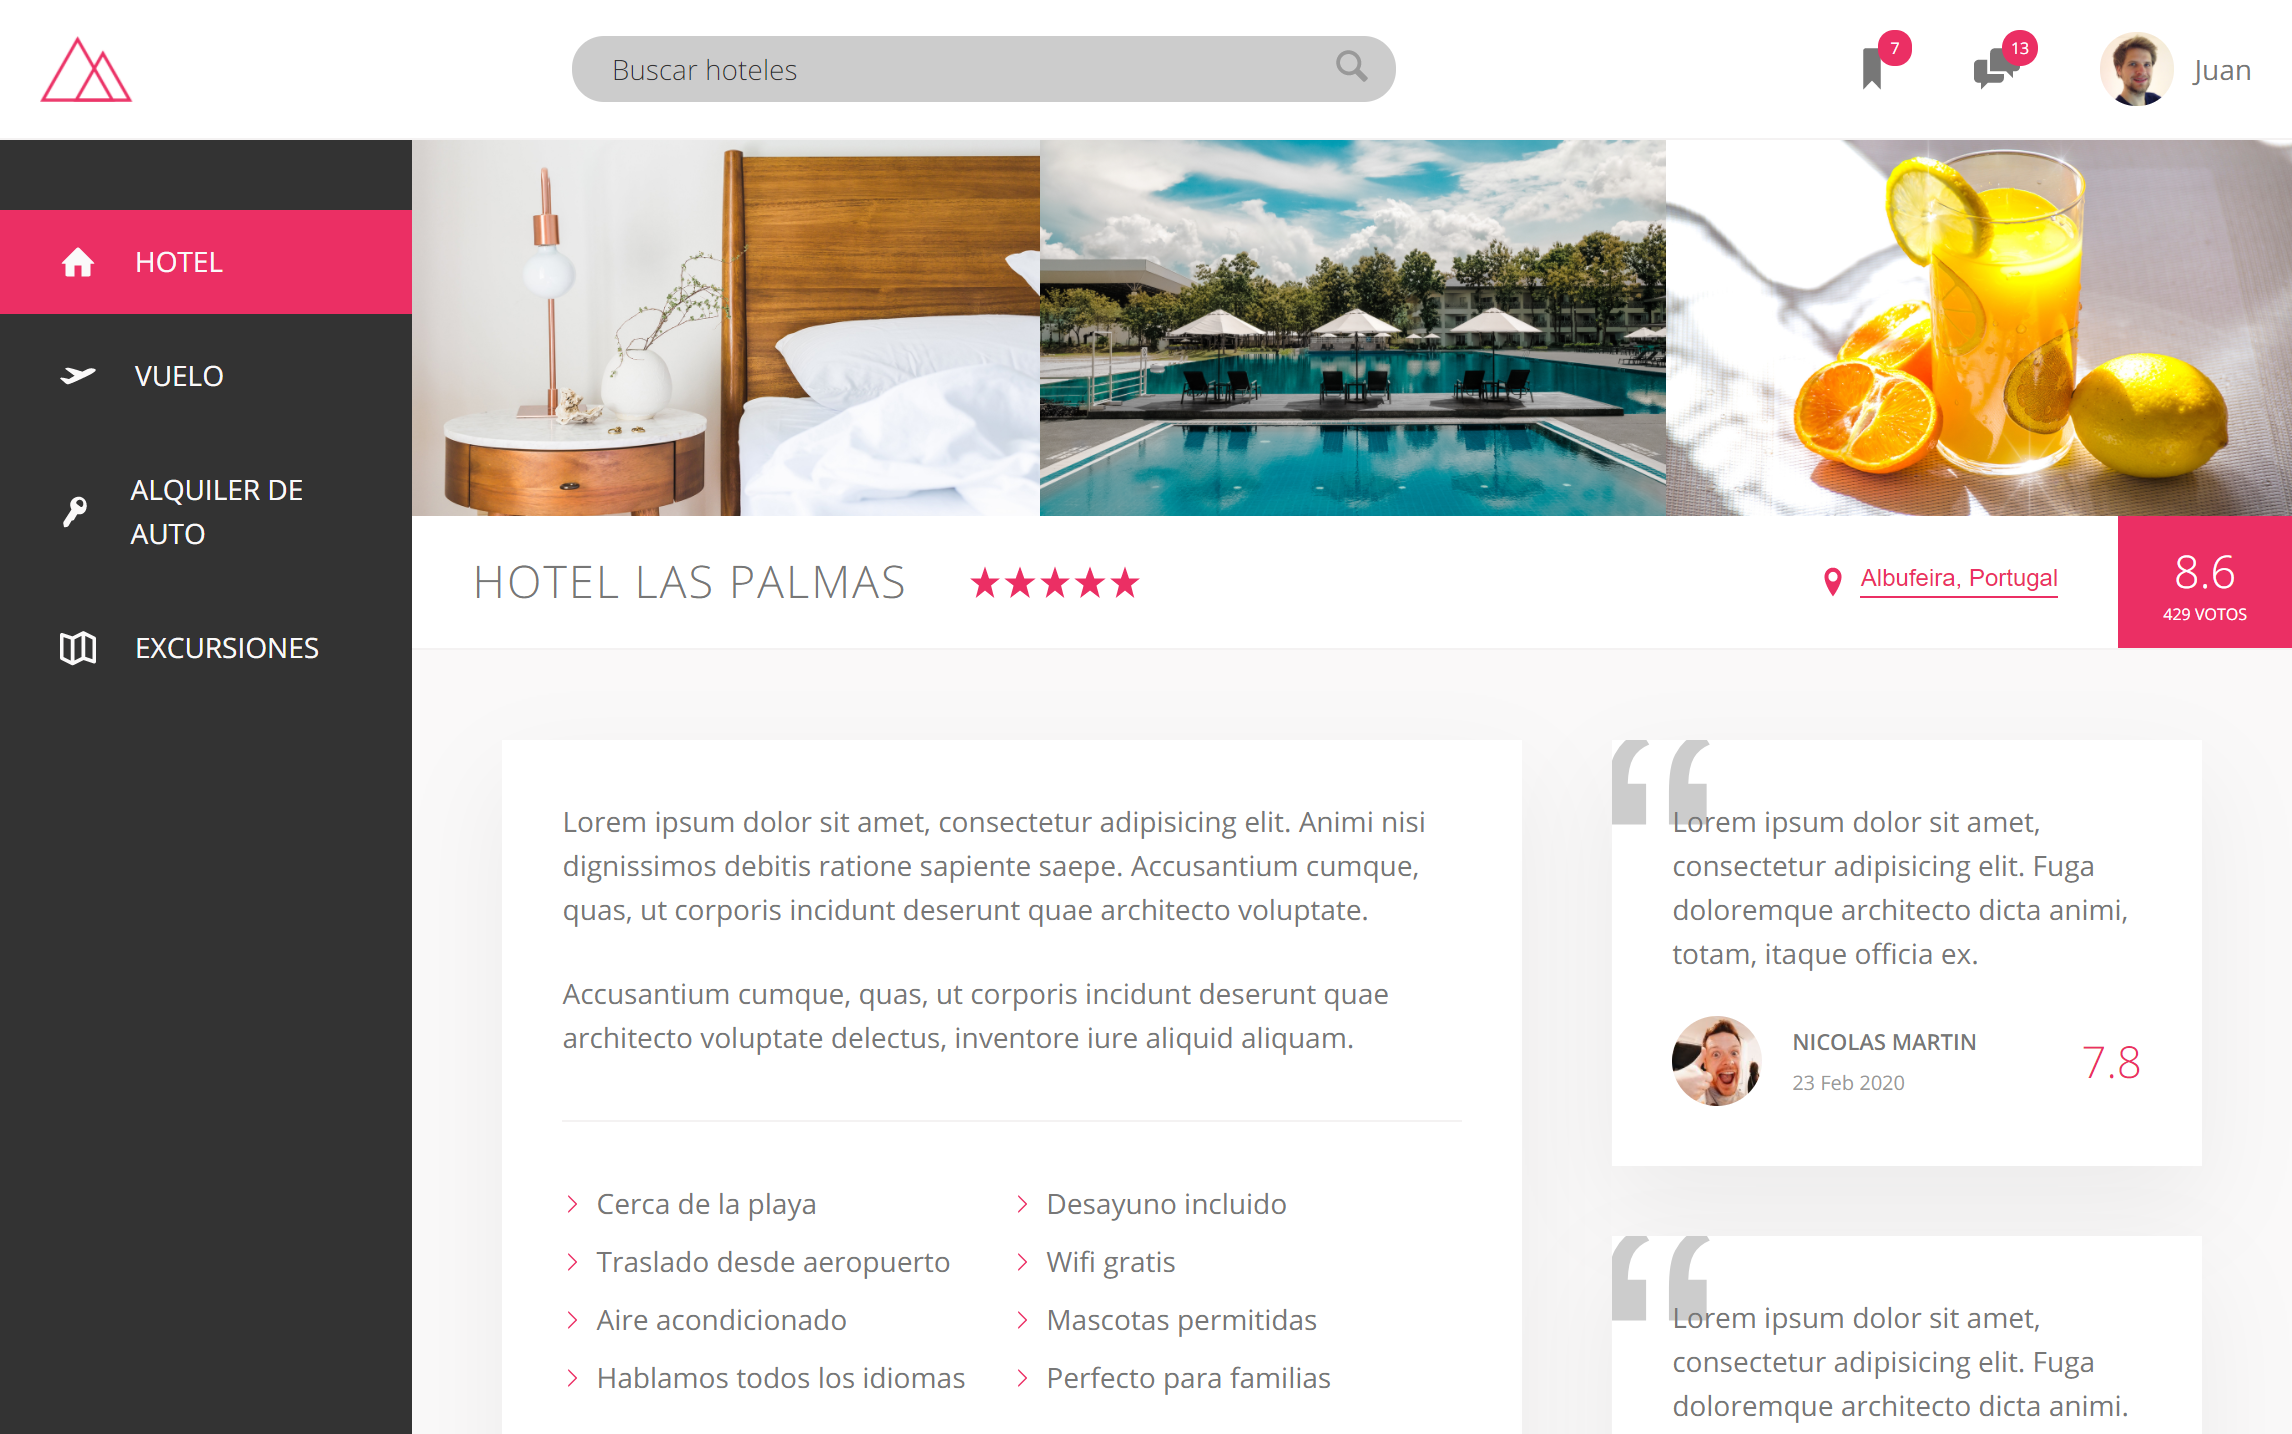 Buscar hoteles
7
13
Juan
HOTEL
VUELO
ALQUILER DE
AUTO
EXCURSIONES
HOTEL LAS PALMAS
Albufeira, Portugal
8.6
429 VOTOS
Lorem ipsum dolor sit amet, consectetur adipisicing elit. Animi nisi
dignissimos debitis ratione sapiente saepe. Accusantium cumque,
quas, ut corporis incidunt deserunt quae architecto voluptate.
Accusantium cumque, quas, ut corporis incidunt deserunt quae
architecto voluptate delectus, inventore iure aliquid aliquam.
Cerca de la playa
Traslado desde aeropuerto
Aire acondicionado
Hablamos todos los idiomas
Desayuno incluido
Wifi gratis
Mascotas permitidas
Perfecto para familias
“
Lorem ipsum dolor sit amet,
consectetur adipisicing elit. Fuga
doloremque architecto dicta animi,
totam, itaque officia ex.
NICOLAS MARTIN
23 Feb 2020
7.8
“
Lorem ipsum dolor sit amet,
consectetur adipisicing elit. Fuga
doloremque architecto dicta animi.